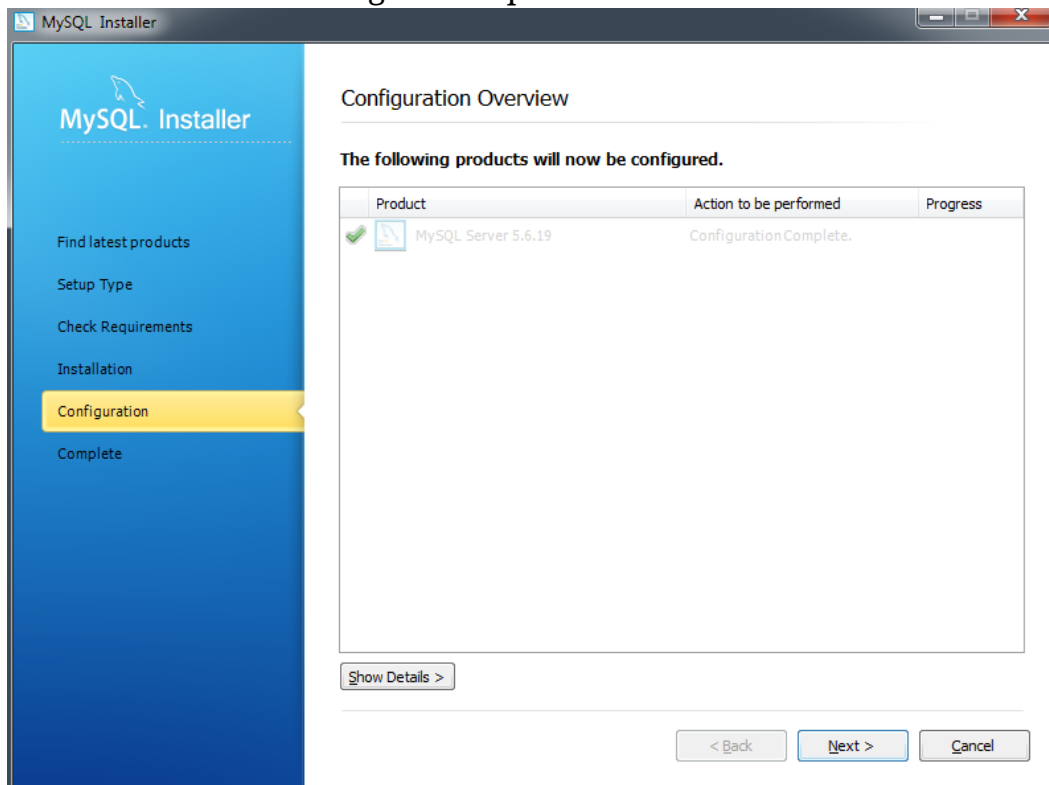 MySQL Installer
MySQL. Installer
Configuration Overview
The following products will now be configured.
Product Action to be performed Progress
MySQL Server 5.6.19 Configuration Complete.
Find latest products
Setup Type
Check Requirements
Installation
Configuration
Complete
Show Details >
< Back Next > Cancel